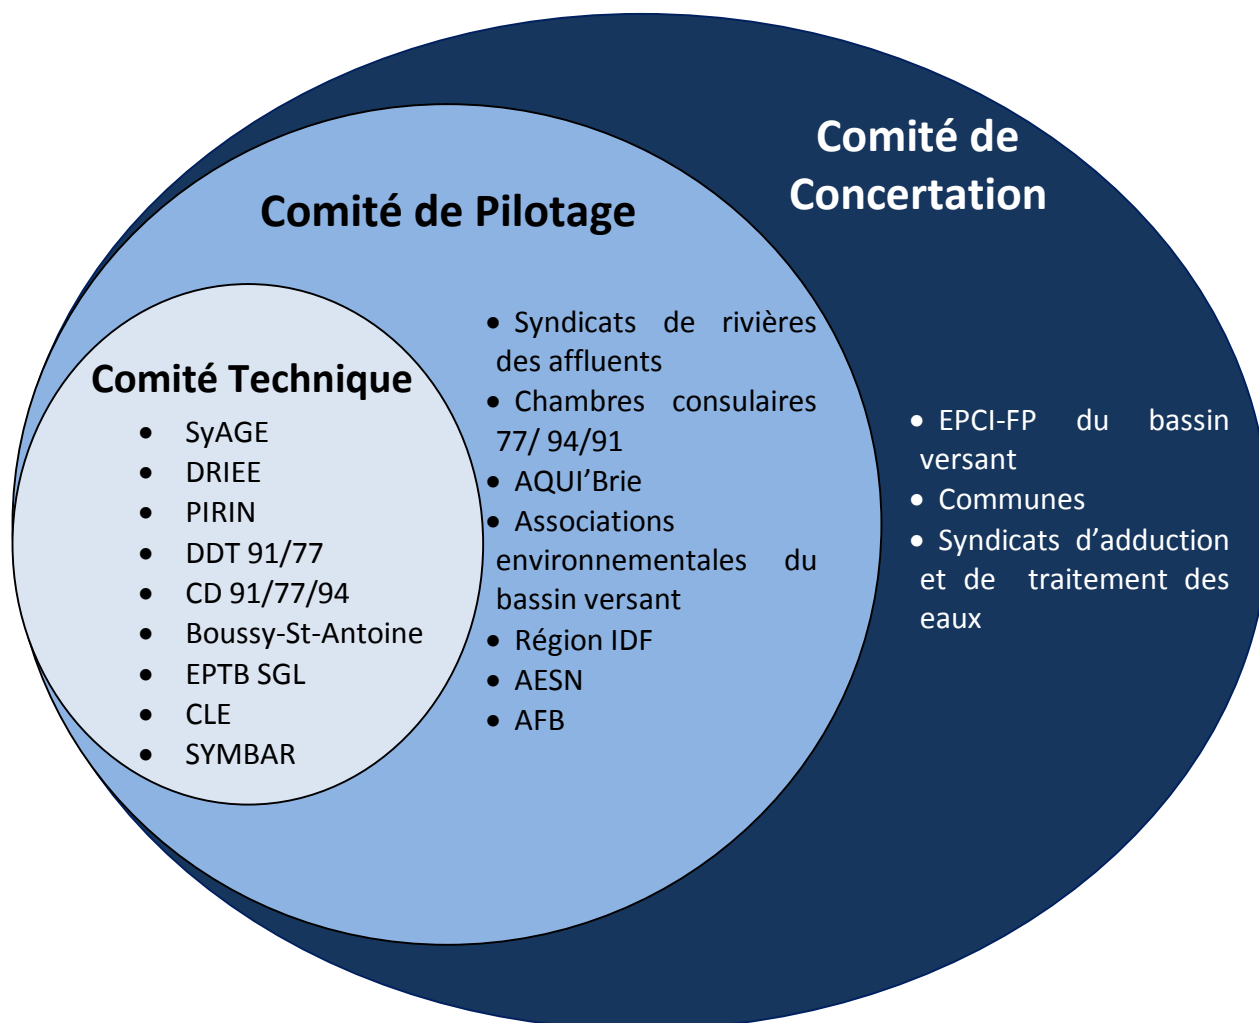 Comité de
Concertation
Comité de Pilotage
Comité Technique
• SyAGE
• DRIEE
• PIRIN
• DDT 91/77
• CD 91/77/94
• Boussy-St-Antoine
• EPTB SGL
• CLE
• SYMBAR
• Syndicats de rivières
des affluents
• Chambres consulaires
77/ 94/91
• AQUI’Brie
• Associations
environnementales du
bassin versant
• Région IDF
• AESN
• AFB
• EPCI-FP du bassin
versant
• Communes
• Syndicats d’adduction
et de traitement des
eaux